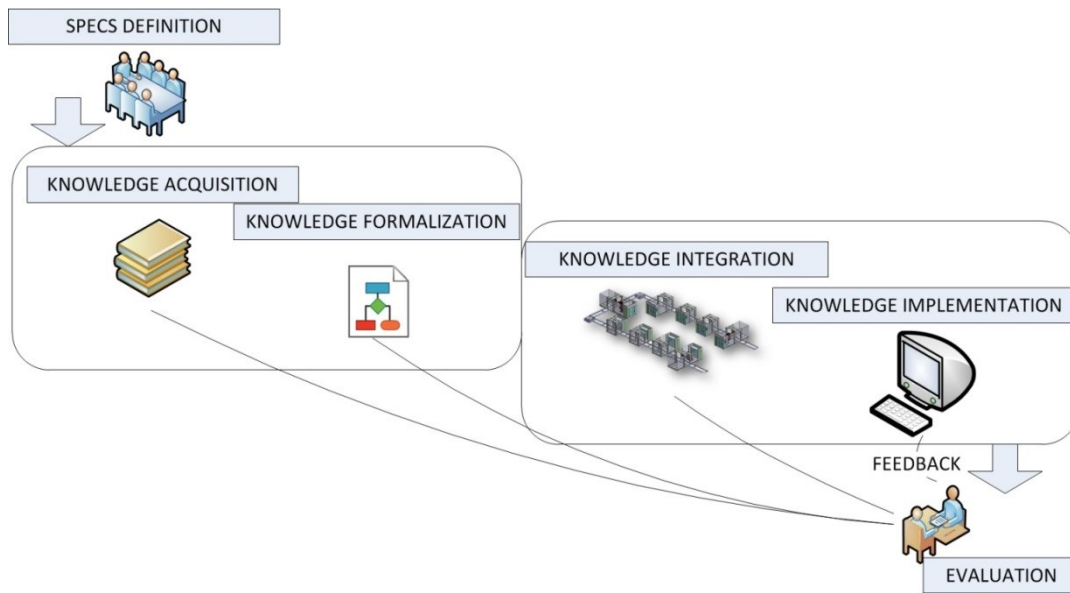 SPECS DEFINITION
KNOWLEDGE ACQUISITION
KNOWLEDGE FORMALIZATION
KNOWLEDGE INTEGRATION
KNOWLEDGE IMPLEMENTATION
FEEDBACK
EVALUATION